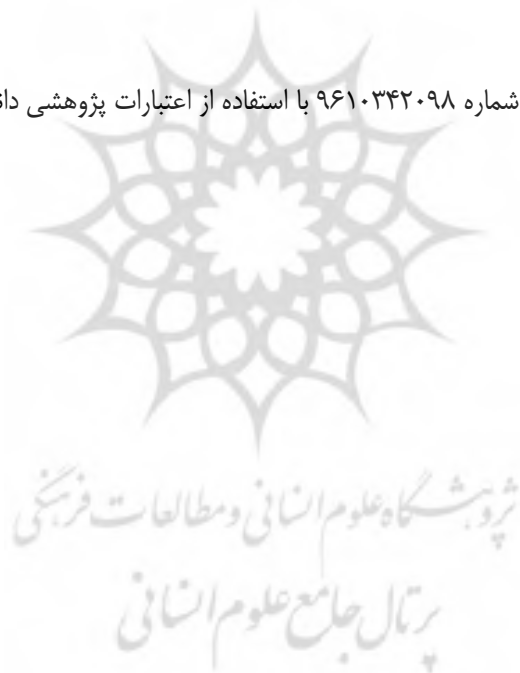 شماره ۹۶۱۰۳۴۲۰۹۸ با استفاده از اعتبارات پژوهشی
پژوهشگاه علوم انسانی و مطالعات فرهنگی
پرتال جامع علوم انسانی